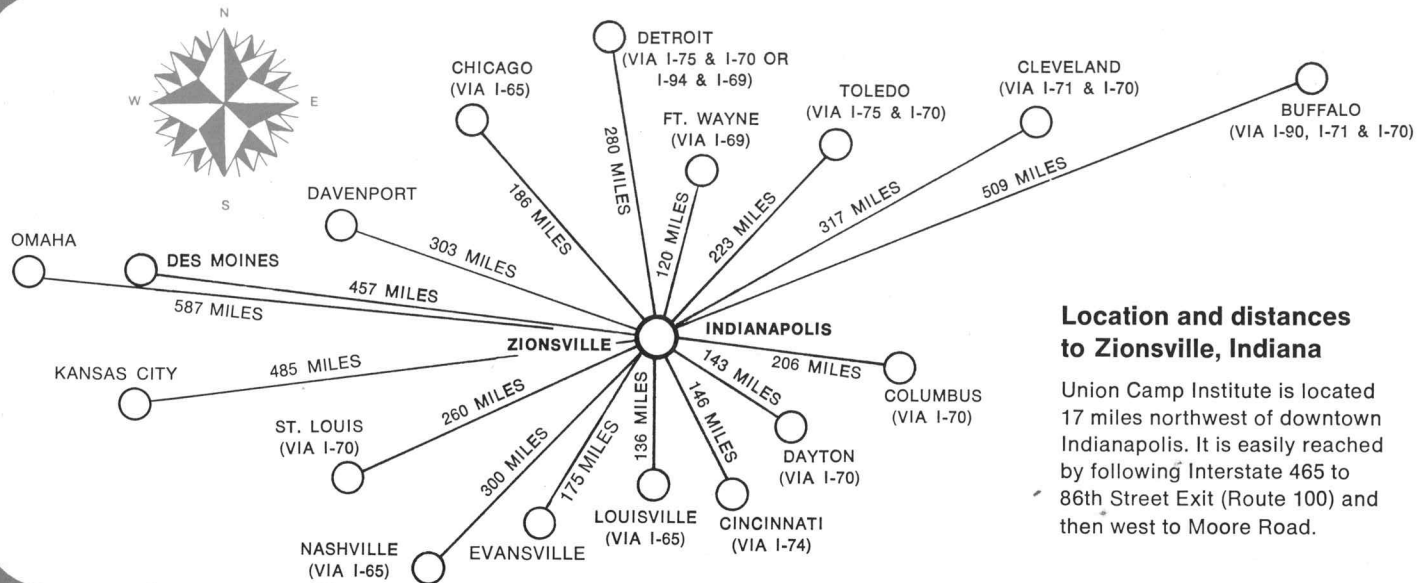 N
W
E
S
CHICAGO
(VIA I-65)
186 MILES
DETROIT
(VIA I-75 & I-70 OR
I-94 & I-69)
280 MILES
FT. WAYNE
(VIA I-69)
120 MILES
TOLEDO
(VIA I-75 & I-70)
223 MILES
CLEVELAND
(VIA I-71 & I-70)
317 MILES
BUFFALO
(VIA I-90, I-71 & I-70)
509 MILES
DAVENPORT
303 MILES
OMAHA
587 MILES
DES MOINES
457 MILES
ZIONSVILLE
INDIANAPOLIS
KANSAS CITY
485 MILES
ST. LOUIS
(VIA I-70)
260 MILES
NASHVILLE
(VIA I-65)
300 MILES
EVANSVILLE
175 MILES
LOUISVILLE
(VIA I-65)
136 MILES
CINCINNATI
(VIA I-74)
146 MILES
DAYTON
(VIA I-70)
143 MILES
COLUMBUS
(VIA I-70)
206 MILES
Location and distances
to Zionsville, Indiana
Union Camp Institute is located
17 miles northwest of downtown
Indianapolis. It is easily reached
by following Interstate 465 to
86th Street Exit (Route 100) and
then west to Moore Road.